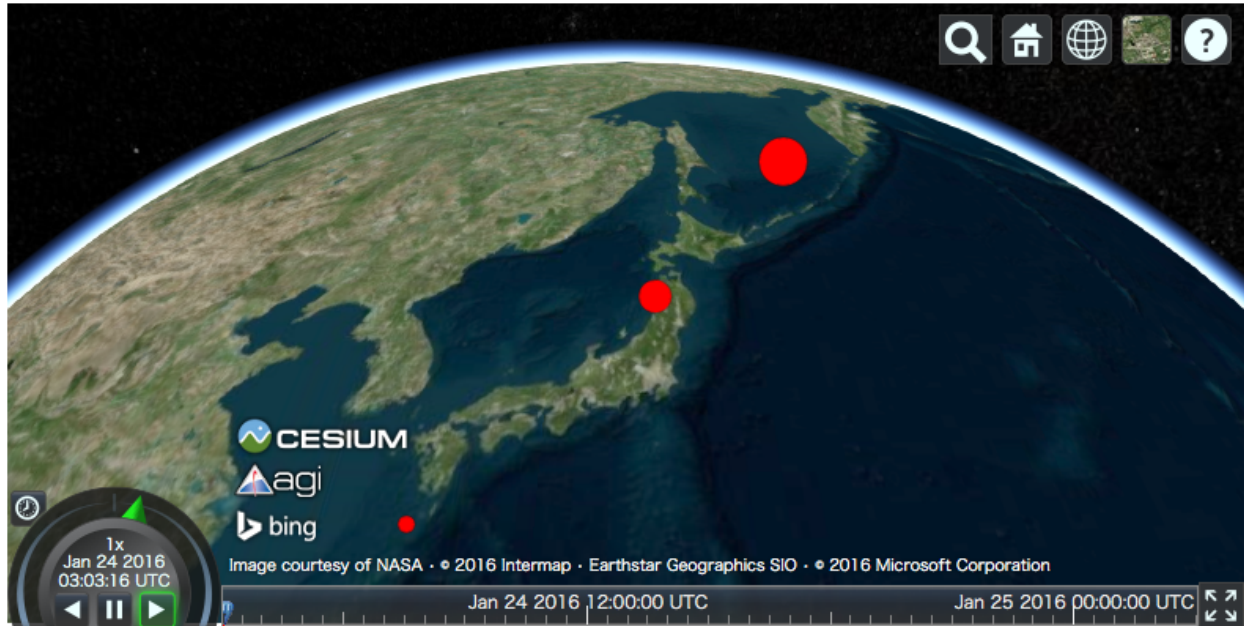 ?
CESIUM
agi
bing
1x
Jan 24 2016
03:03:16 UTC
Image courtesy of NASA · © 2016 Intermap · Earthstar Geographics SIO · © 2016 Microsoft Corporation
Jan 24 2016 12:00:00 UTC
Jan 25 2016 00:00:00 UTC